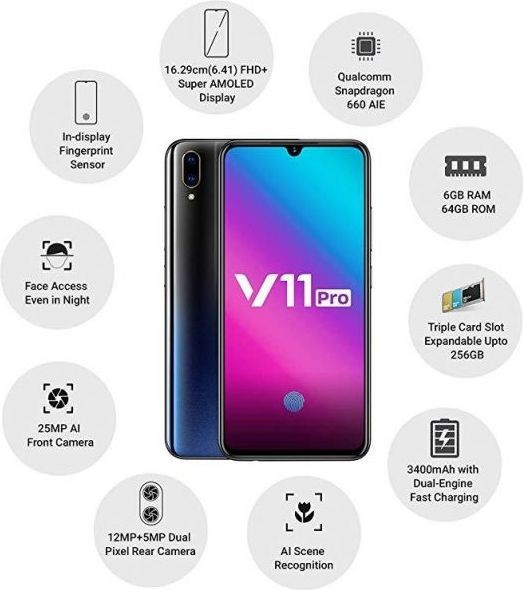 16.29cm(6.41) FHD+
Super AMOLED
Display
Qualcomm
Snapdragon
660 AIE
In-display
Fingerprint
Sensor
6GB RAM
64GB ROM
Face Access
Even in Night
V11 Pro
Triple Card Slot
Expandable Upto
256GB
25MP AI
Front Camera
3400mAh with
Dual-Engine
Fast Charging
12MP+5MP Dual
Pixel Rear Camera
AI Scene
Recognition